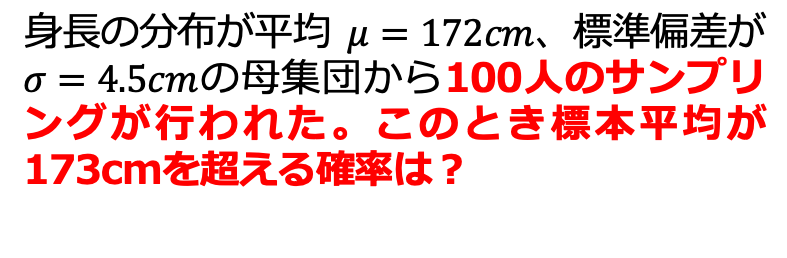 身長の分布が平均 μ = 172cm、標準偏差が
σ = 4.5cmの母集団から100人のサンプリ
ングが行われた。このとき標本平均が
173cmを超える確率は？